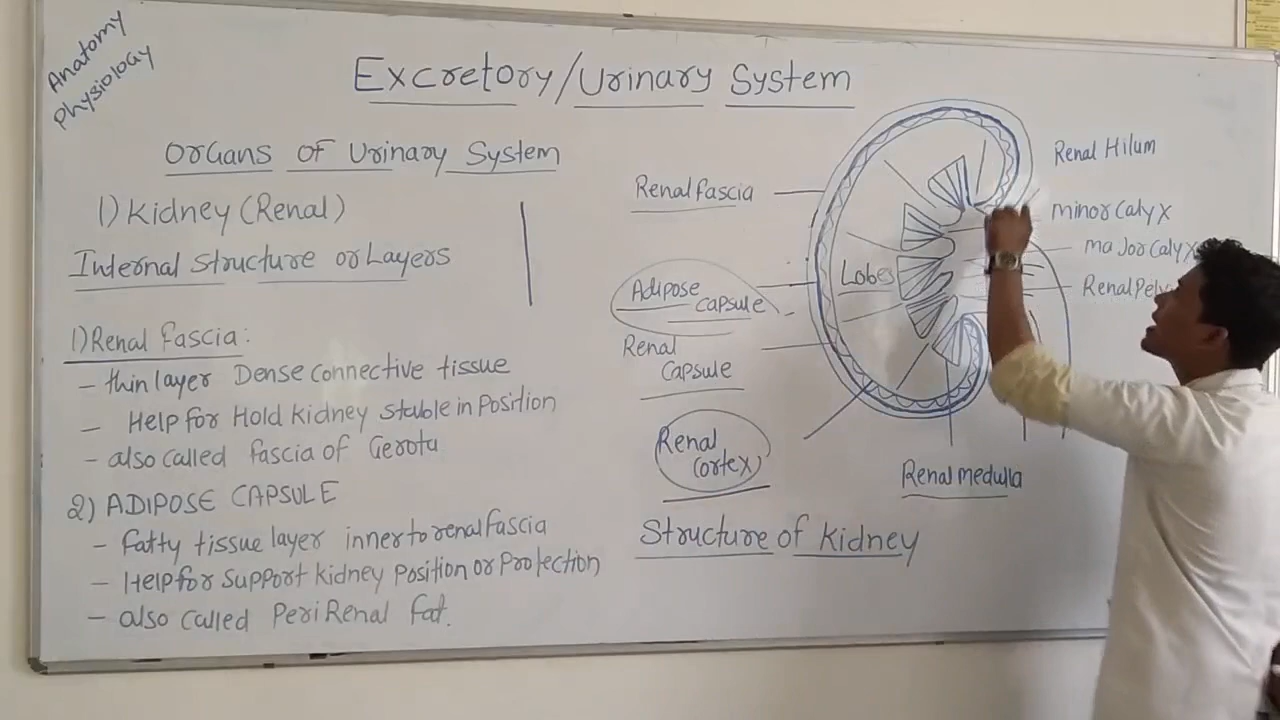 Anatomy
Physiology
Excretory/Urinary System
Organs of Urinary System
1) Kidney (Renal)
Internal Structure or Layers
1) Renal Fascia:
- thin layer Dense connective tissue
- Help for Hold kidney stable in Position
- also called fascia of Gerota
2) ADIPOSE CAPSULE
- fatty tissue layer inner to renal fascia
- Help for support kidney position or Protection
- also called PeriRenal fat.
Renal fascia
Adipose capsule
Renal capsule
Renal Cortex
Lobes
Renal Hilum
minor calyx
major calyx
Renal
Renal medulla
Structure of kidney